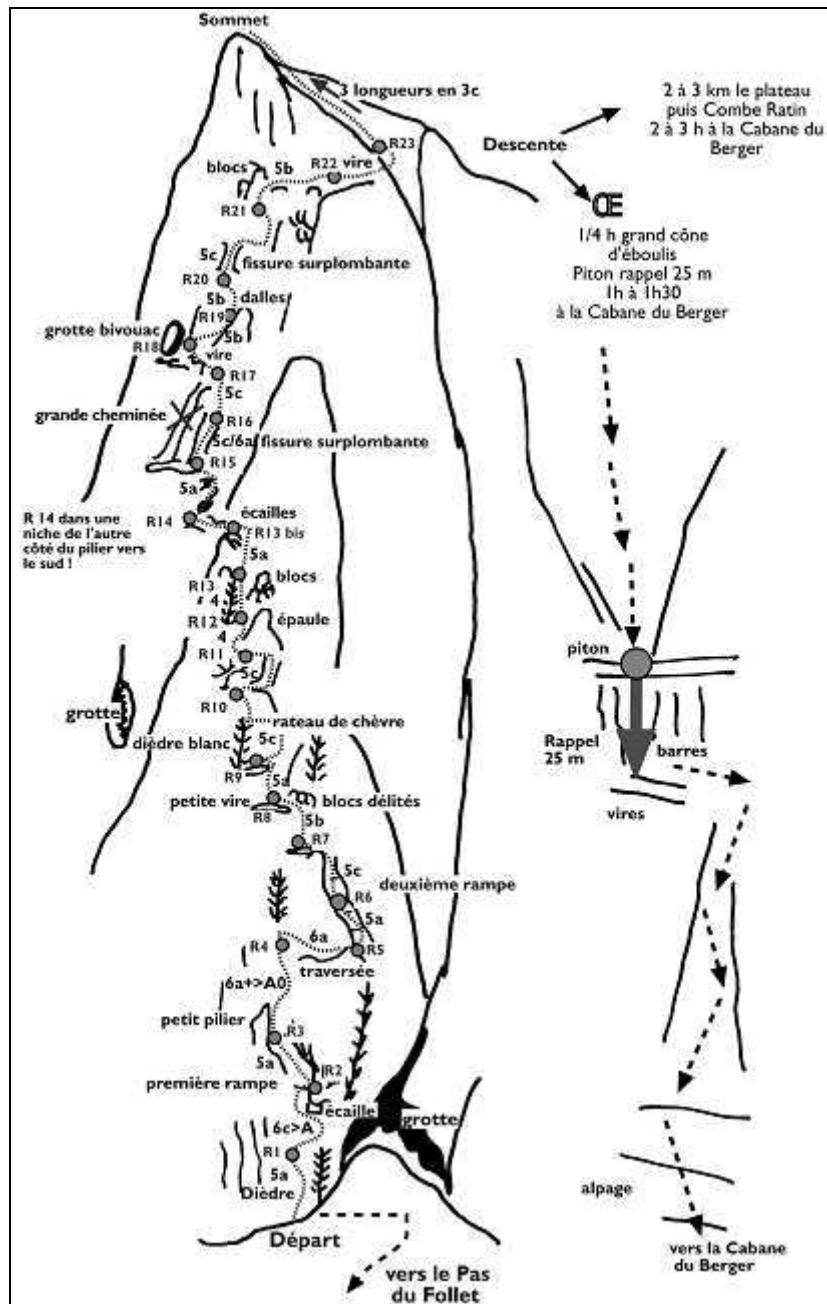 Sommet
3 longueurs en 3c
R23
2 à 3 km le plateau
puis Combe Ratin
2 à 3 h à la Cabane du
Berger
Descente
R22 vire
5b
blocs
R21
CE
1/4 h grand cône
d'éboulis
Piton rappel 25 m
1h à 1h30
à la Cabane du Berger
5c
fissure surplombante
R20
5b
dalles
R19
5b
grotte bivouac
R18
vire
R17
5c
grande cheminée
R16
5c/6a fissure surplombante
R15
5a
R 14 dans une
niche de l'autre
côté du pilier vers
le sud !
R14
écailles
R13 bis
5a
R13
blocs
4
R12
épaule
4
R11
5c
R10
grotte
rateau de chèvre
dièdre blanc
5c
R9
5a
petite vire
R8
blocs délités
5b
R7
5c
deuxième rampe
R6
5a
6a
R4
R5
traversée
6a+>A0
petit pilier
R3
5a
R2
première rampe
écaille
grotte
6c>A
R1
5a
Dièdre
Départ
vers le Pas
du Follet
piton
Rappel
25 m
barres
vires
alpage
vers la Cabane
du Berger